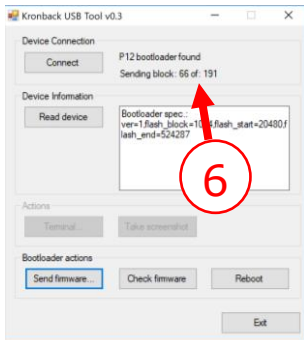 Kronback USB Tool v0.3
Device Connection
Connect
P12 bootloader found
Sending block: 66 of: 191
Device Information
Read device
Bootloader spec.:
ver=1,flash_block=10 4,flash_start=20480,f
lash_end=524287
6
Actions
Terminal...
Take screenshot
Bootloader actions
Send firmware...
Check firmware
Reboot
Exit